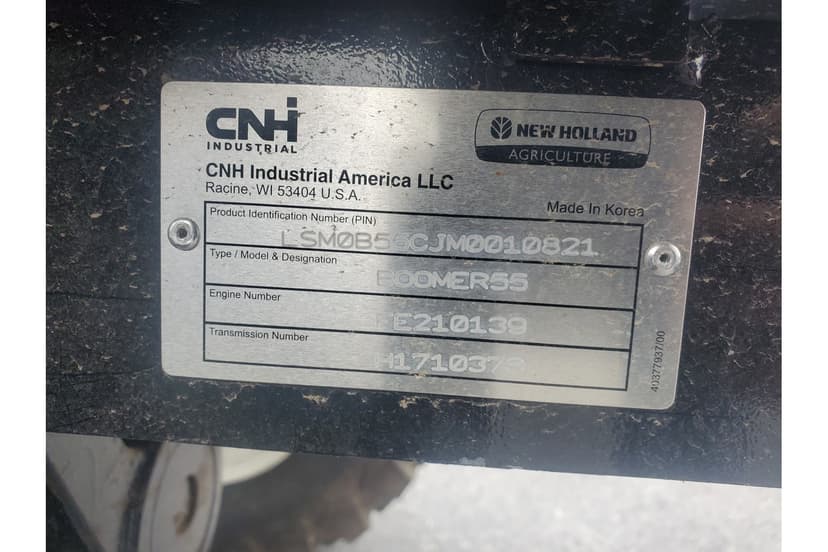 CNH
INDUSTRIAL
NEW HOLLAND
AGRICULTURE
CNH Industrial America LLC
Racine, WI 53404 U.S.A.
Made In Korea
Product Identification Number (PIN)
Type / Model & Designation
BOOMER55
Engine Number
E210139
Transmission Number
40377937/00